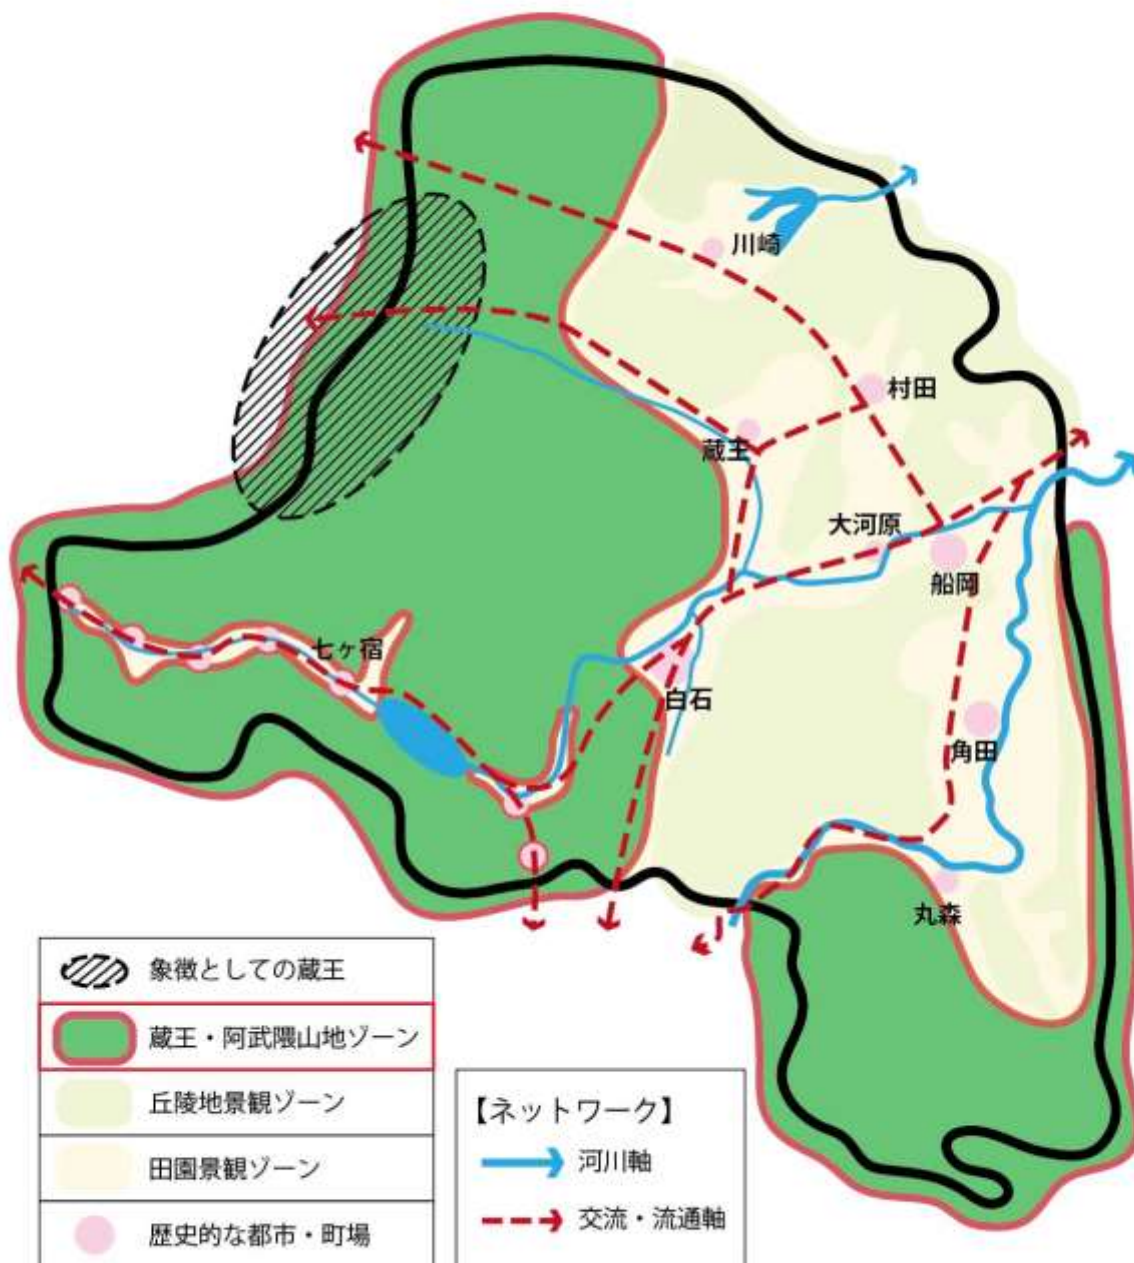 川崎
村田
蔵王
大河原
船岡
七ヶ宿
白石
角田
丸森
象徴としての蔵王
蔵王・阿武隈山地ゾーン
丘陵地景観ゾーン
田園景観ゾーン
歴史的な都市・町場
【ネットワーク】
河川軸
交流・流通軸